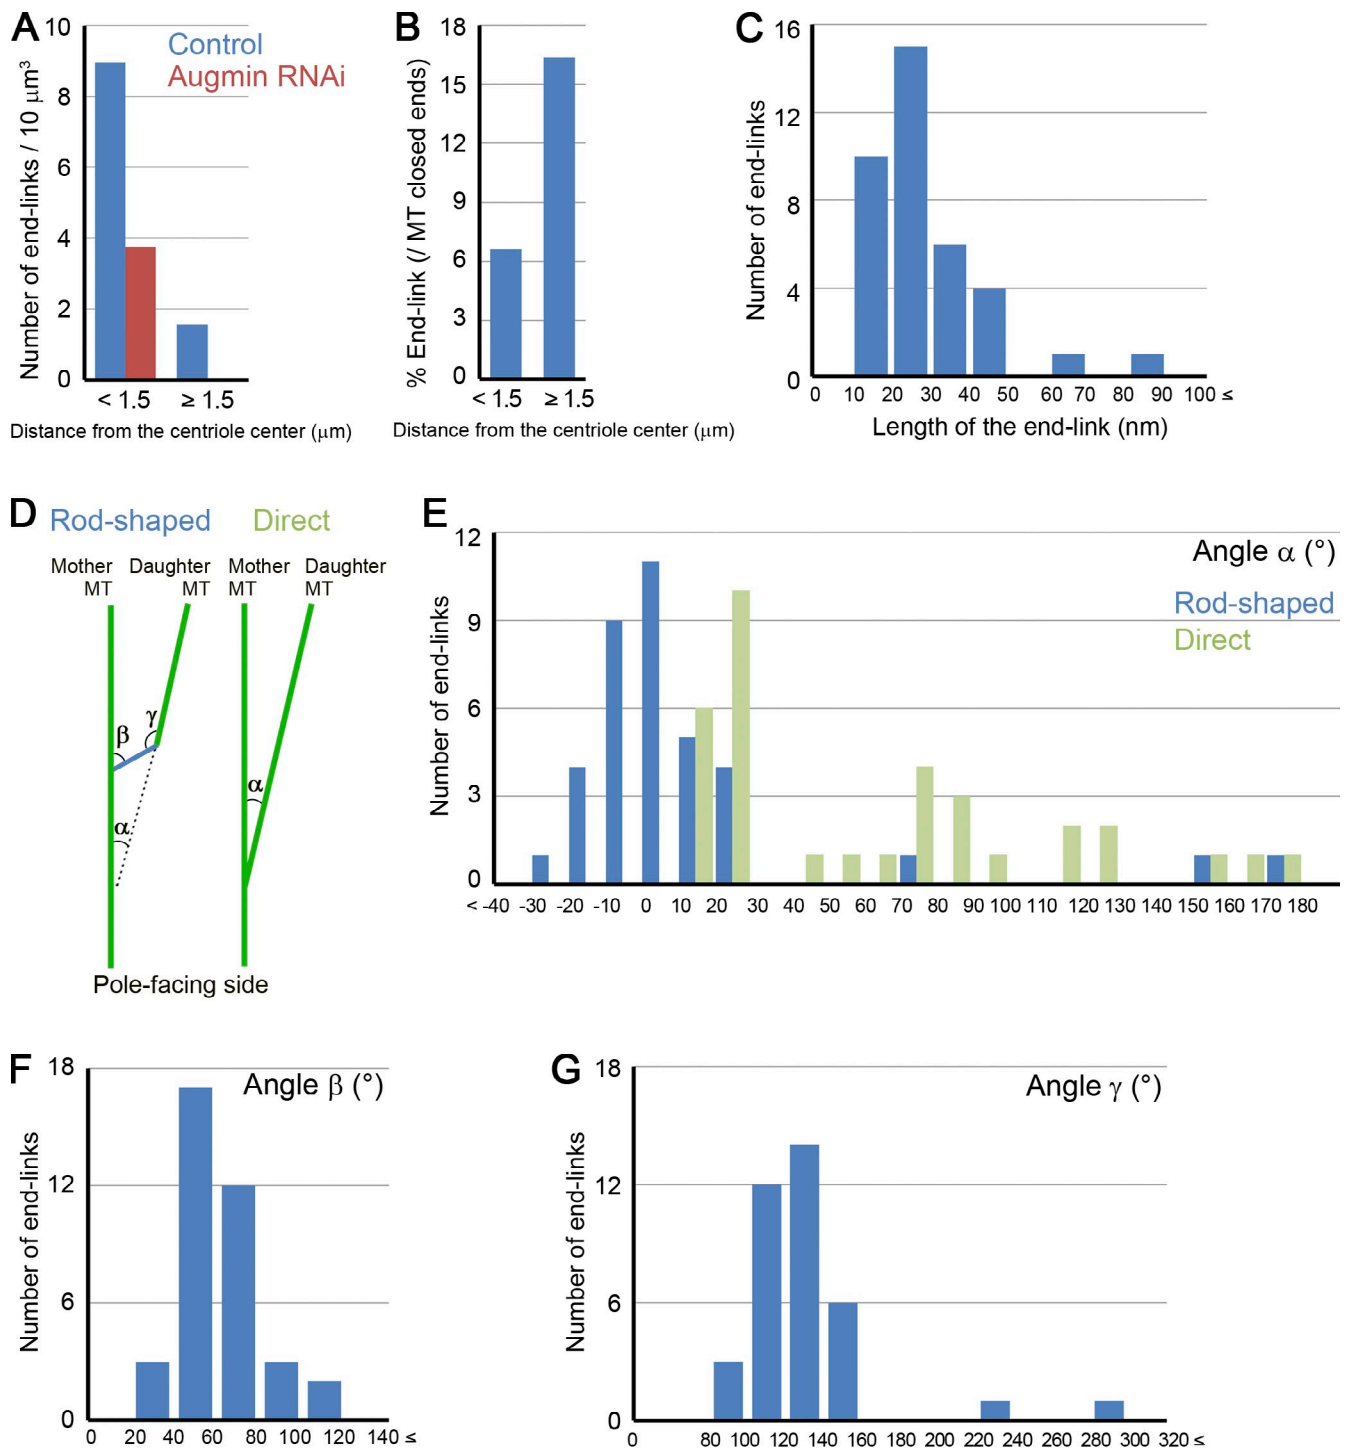 A
Control
Augmin RNAi
Number of end-links / 10 μm³
10
8
6
4
2
0
< 1.5 ≥ 1.5
Distance from the centriole center (μm)
B
% End-link (/ MT closed ends)
18
15
12
9
6
3
0
< 1.5 ≥ 1.5
Distance from the centriole center (μm)
C
Number of end-links
16
12
8
4
0
0 10 20 30 40 50 60 70 80 90 100 ≤
Length of the end-link (nm)
D
Rod-shaped Direct
Mother Daughter Mother Daughter
MT MT MT MT
γ
β
α
α
Pole-facing side
E
Angle α (°)
Rod-shaped
Direct
Number of end-links
12
9
6
3
0
< -40 -30 -20 -10 0 10 20 30 40 50 60 70 80 90 100 110 120 130 140 150 160 170 180
F
Angle β (°)
Number of end-links
18
12
6
0
0 20 40 60 80 100 120 140 ≤
G
Angle γ (°)
Number of end-links
18
12
6
0
0 80 100 120 140 160 180 200 220 240 260 280 300 320 ≤